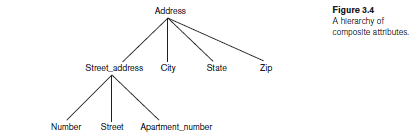 Address
Figure 3.4
A hierarchy of
composite attributes.
Street_address City State Zip
Number Street Apartment_number